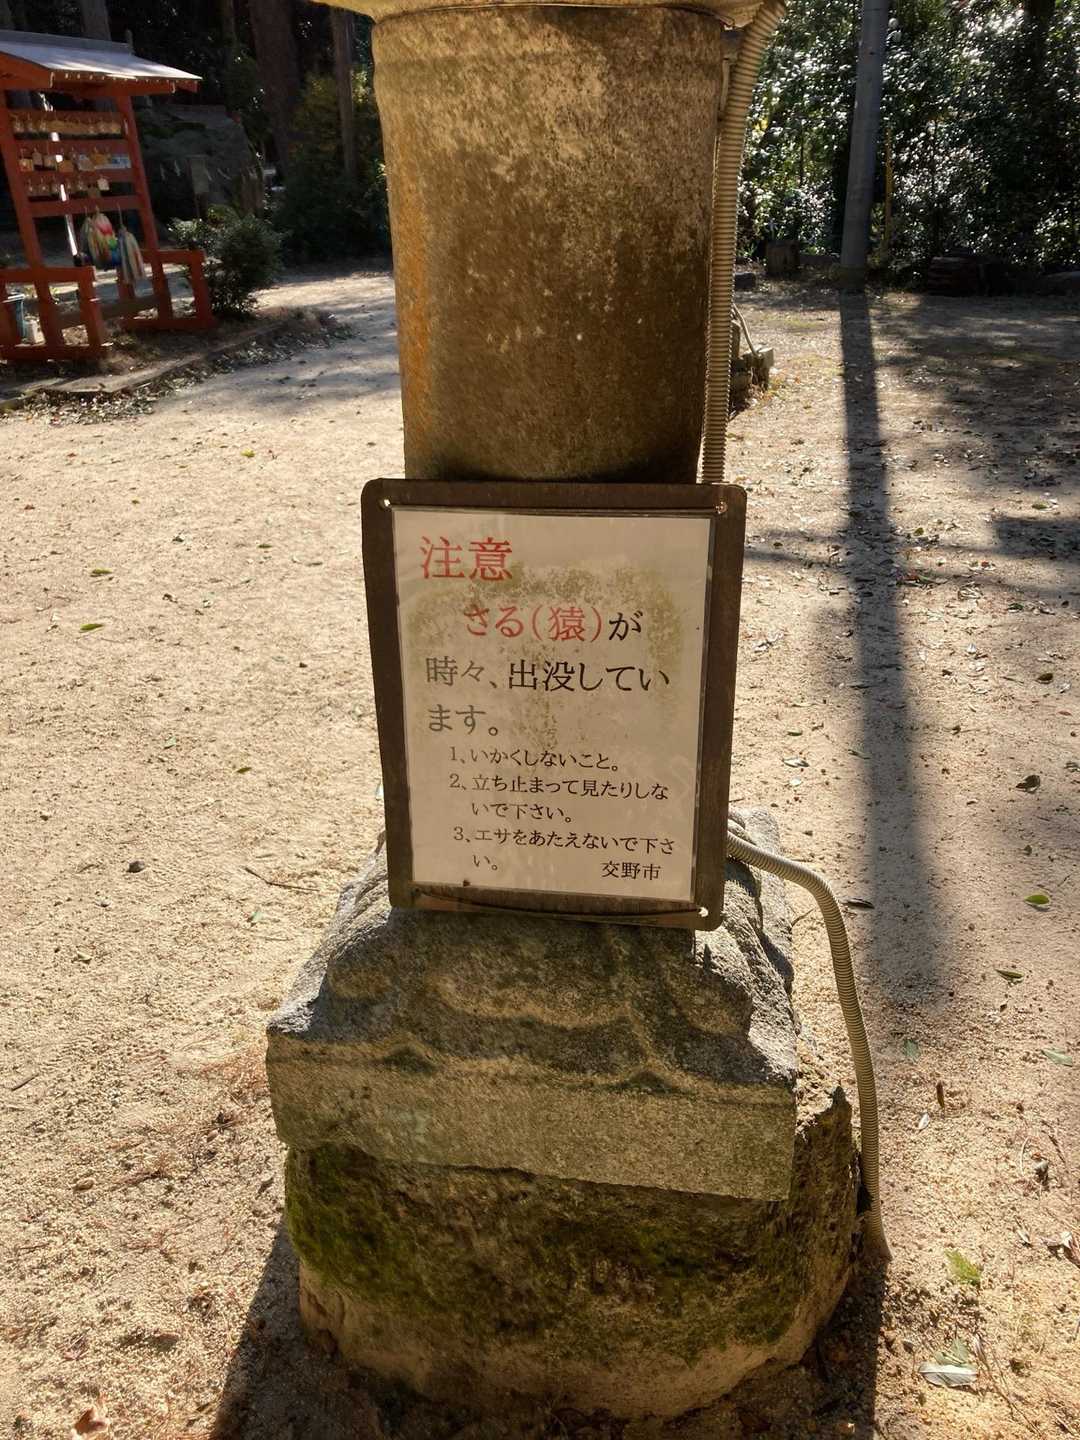 注意
さる(猿)が
時々、出没してい
ます。
1、いかくしないこと。
2、立ち止まって見たりしな
いで下さい。
3、エサをあたえないで下さ
い。 交野市